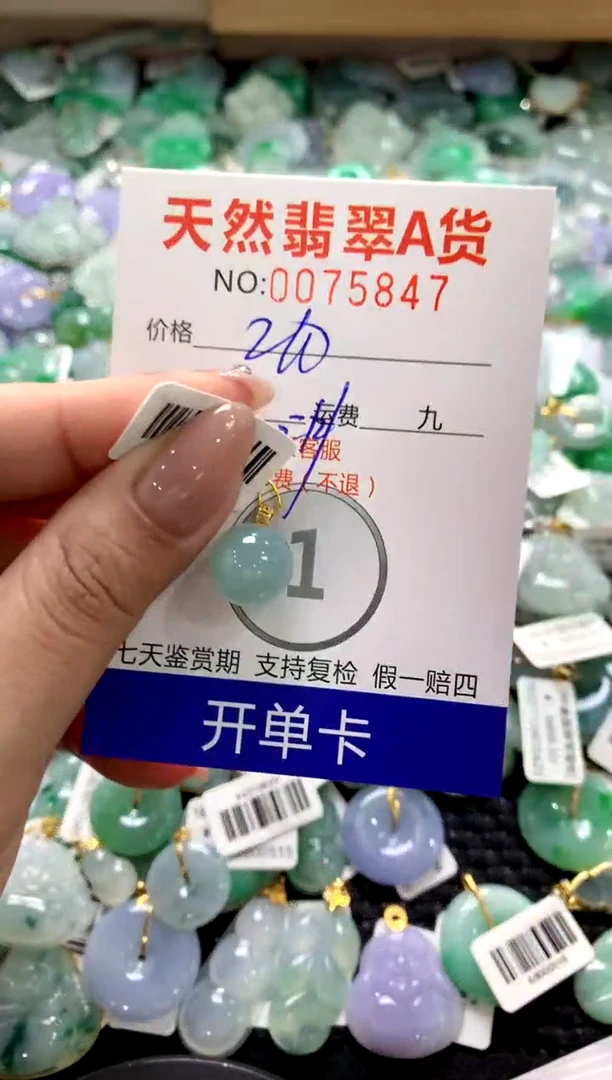 天然翡翠A货
NO:0075847
价格
运费 九
客服
费（不退）
1
七天鉴赏期 支持复检 假一赔四
开单卡